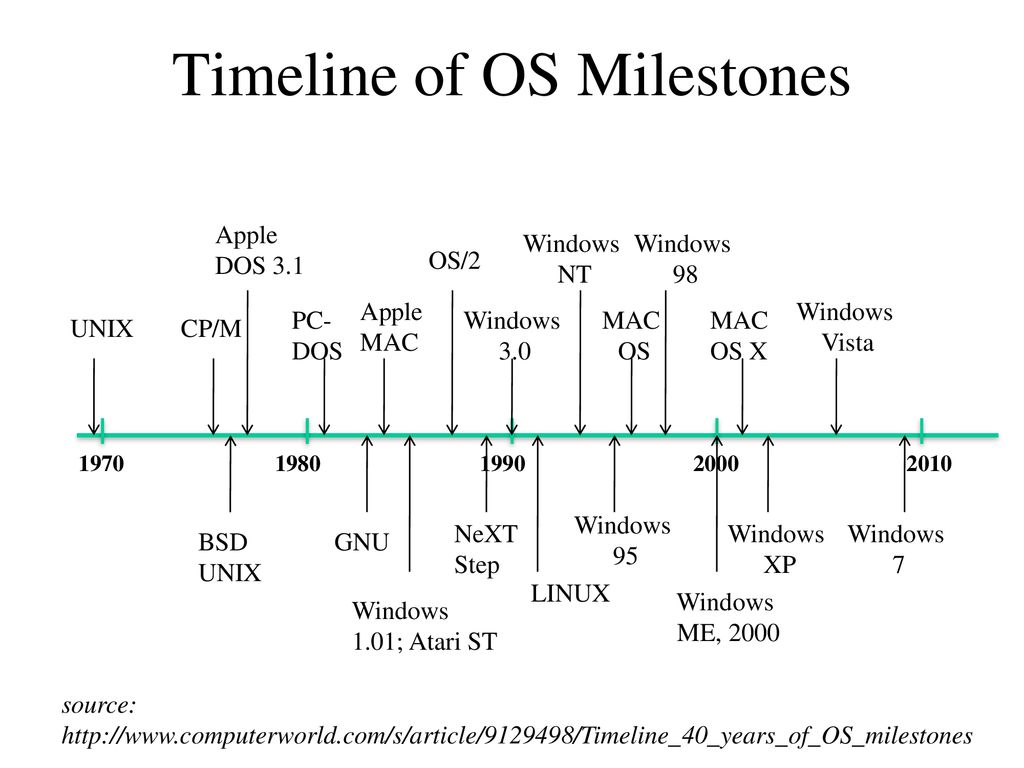 Timeline of OS Milestones
Apple
DOS 3.1
OS/2
Windows
NT
Windows
98
UNIX
CP/M
PC-
DOS
Apple
MAC
Windows
3.0
MAC
OS
MAC
OS X
Windows
Vista
1970
1980
1990
2000
2010
BSD
UNIX
GNU
NeXT
Step
Windows
95
Windows
XP
Windows
7
LINUX
Windows
1.01; Atari ST
Windows
ME, 2000
source:
http://www.computerworld.com/s/article/9129498/Timeline_40_years_of_OS_milestones